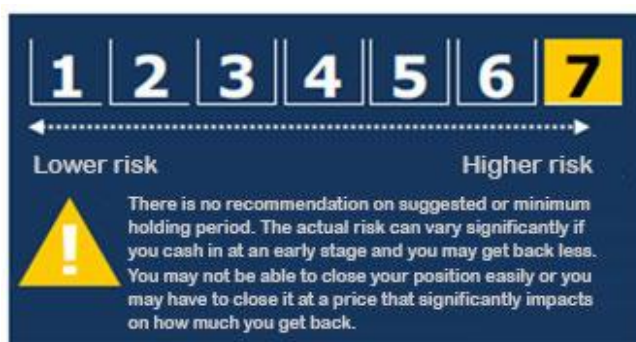 1 2 3 4 5 6 7
Lower risk Higher risk
There is no recommendation on suggested or minimum
holding period. The actual risk can vary significantly if
you cash in at an early stage and you may get back less.
You may not be able to close your position easily or you
may have to close it at a price that significantly impacts
on how much you get back.
!